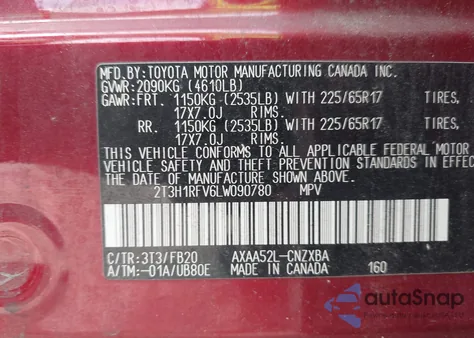 MFD.BY:TOYOTA MOTOR MANUFACTURING CANADA INC.
GVWR:2090KG (4610LB)
GAWR:FRT. 1150KG (2535LB) WITH 225/65R17 TIRES,
17X7.0J RIMS.
RR. 1150KG (2535LB) WITH 225/65R17 TIRES,
17X7.0J RIMS.
THIS VEHICLE CONFORMS TO ALL APPLICABLE FEDERAL MOTOR
VEHICLE SAFETY AND THEFT PREVENTION STANDARDS IN EFFE
ON THE DATE OF MANUFACTURE SHOWN ABOVE.
2T3H1RFV6LW090780 MPV
C/TR:3T3/FB20 AXAA52L-CNZXBA
A/TM:-01A/UB80E MADE IN CANADA 160
autoSnap